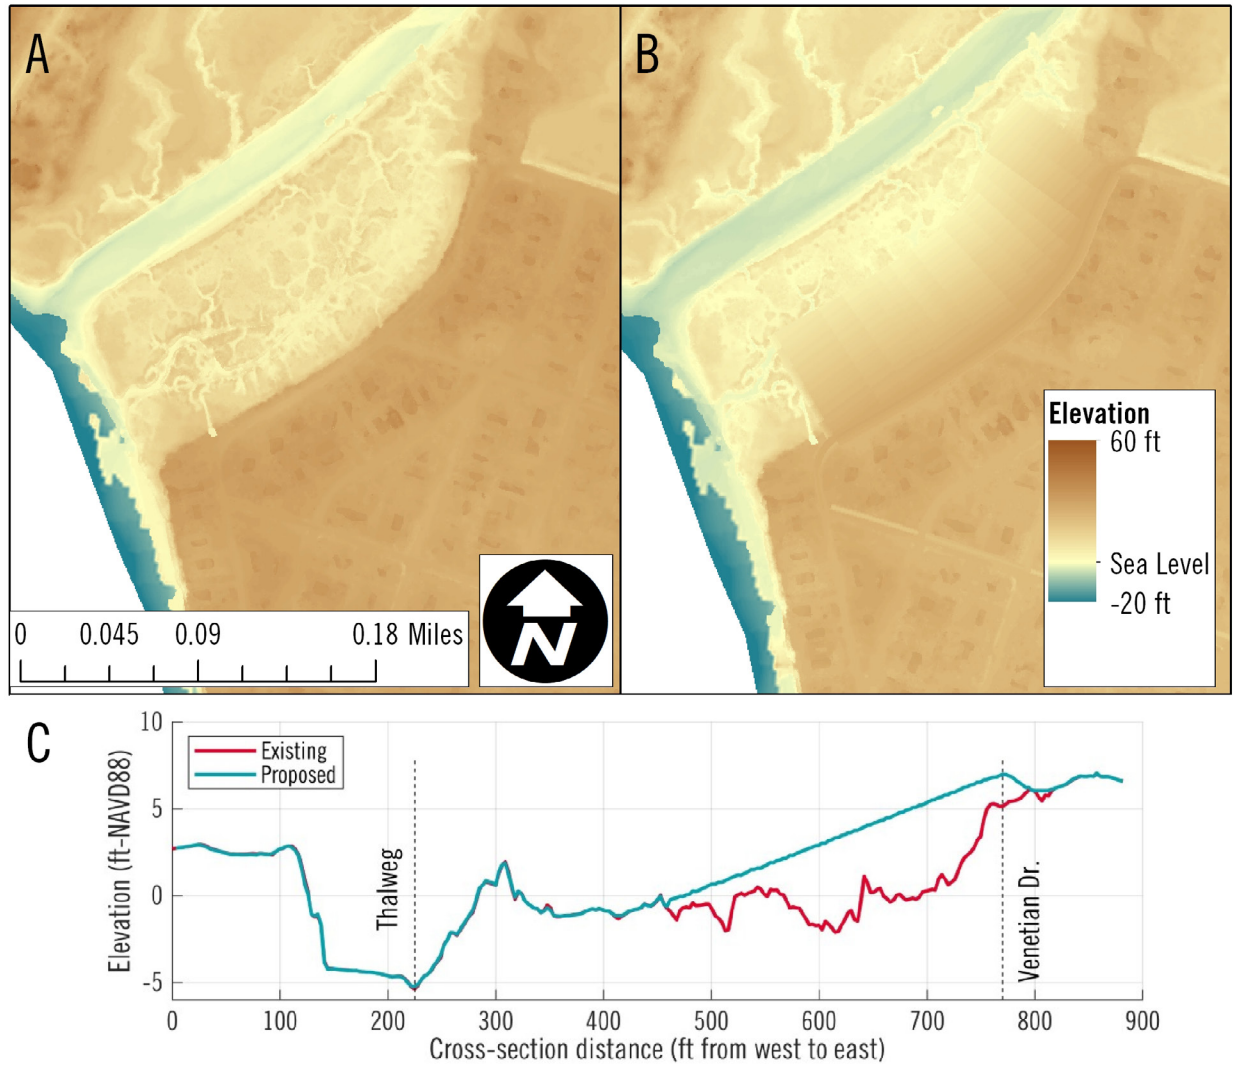 A
B
Elevation
60 ft
Sea Level
-20 ft
0 0.045 0.09 0.18 Miles
N
C
10
5
0
-5
Existing
Proposed
Thalweg
Venetian Dr.
Elevation (ft-NAVD88)
0 100 200 300 400 500 600 700 800 900
Cross-section distance (ft from west to east)